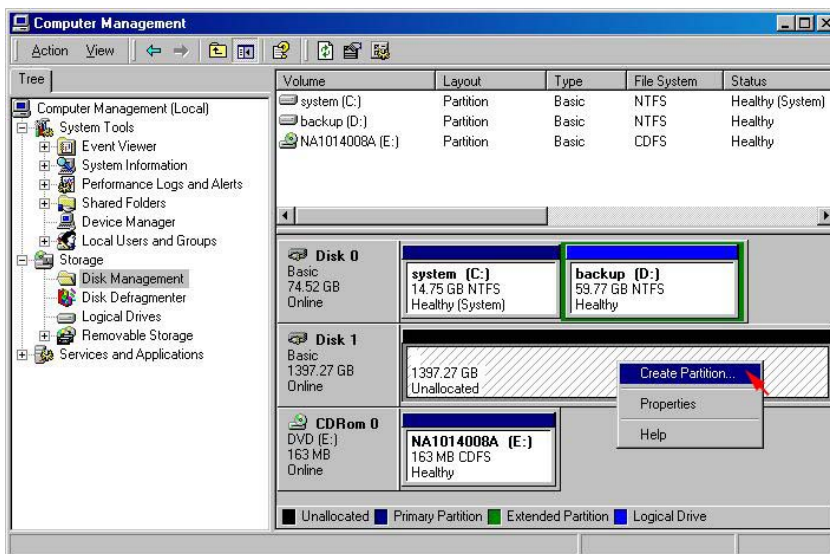 Computer Management
Action View
Tree
Computer Management (Local)
System Tools
Event Viewer
System Information
Performance Logs and Alerts
Shared Folders
Device Manager
Local Users and Groups
Storage
Disk Management
Disk Defragmenter
Logical Drives
Removable Storage
Services and Applications
Volume Layout Type File System Status
system (C:) Partition Basic NTFS Healthy (System)
backup (D:) Partition Basic NTFS Healthy
NA1014008A (E:) Partition Basic CDFS Healthy
Disk 0
Basic
74.52 GB
Online
system (C:)
14.75 GB NTFS
Healthy (System)
backup (D:)
59.77 GB NTFS
Healthy
Disk 1
Basic
1397.27 GB
Online
1397.27 GB
Unallocated
Create Partition...
Properties
Help
CDRom 0
DVD (E:)
163 MB
Online
NA1014008A (E:)
163 MB CDFS
Healthy
Unallocated Primary Partition Extended Partition Logical Drive